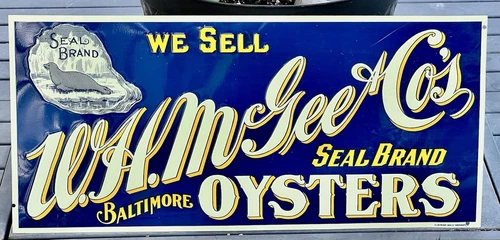 SEAL
BRAND
WE SELL
W.H. McGee & Co's
SEAL BRAND
BALTIMORE OYSTERS